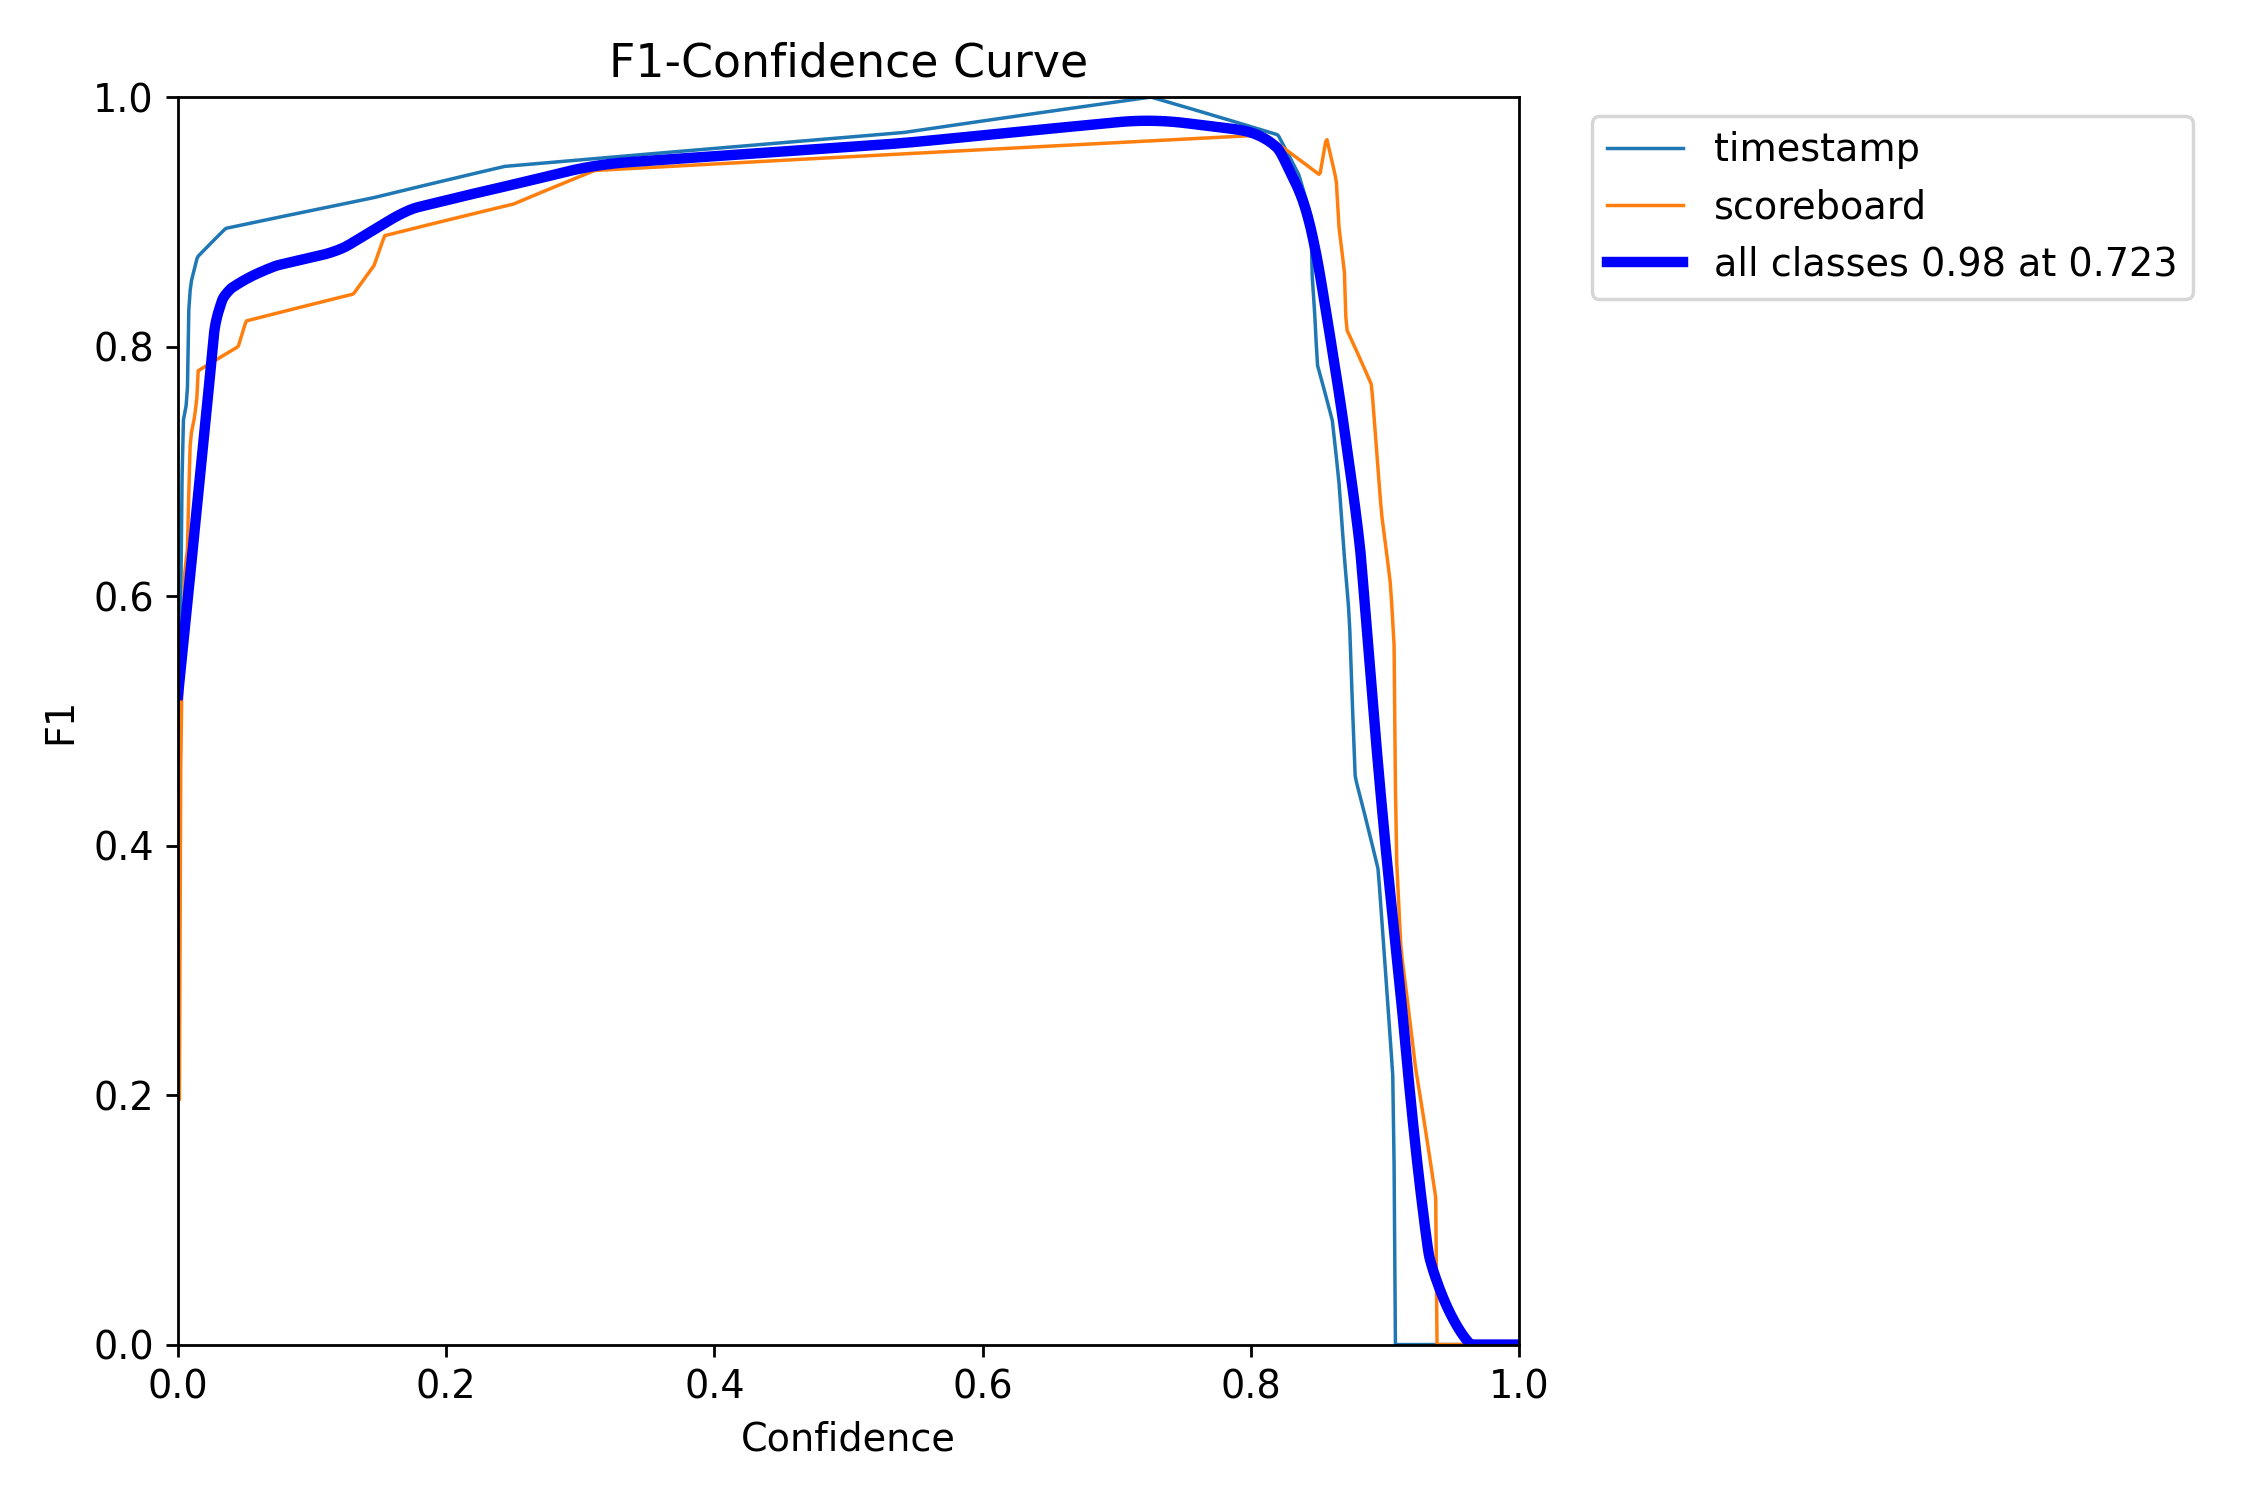 F1-Confidence Curve
1.0
0.8
0.6
0.4
0.2
0.0
F1
0.0 0.2 0.4 0.6 0.8 1.0
Confidence
timestamp
scoreboard
all classes 0.98 at 0.723